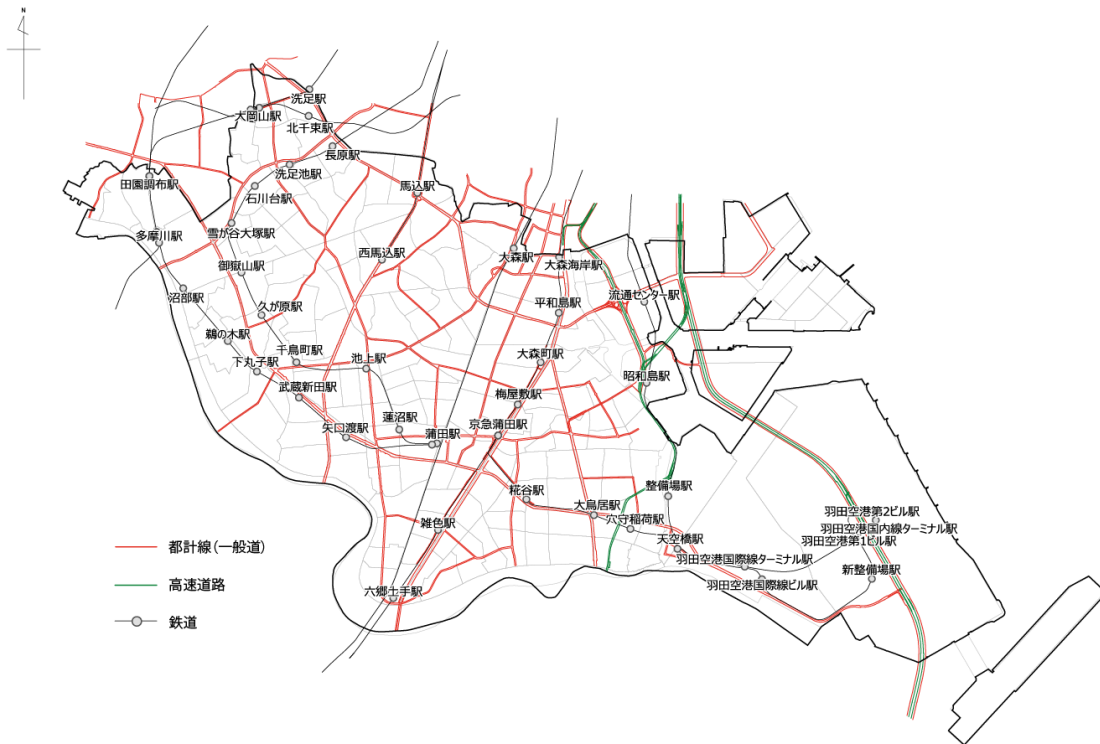 N
洗足駅
大岡山駅
北千束駅
長原駅
洗足池駅
田園調布駅
石川台駅
馬込駅
雪が谷大塚駅
多摩川駅
西馬込駅
大森駅
大森海岸駅
御嶽山駅
沼部駅
流通センター駅
久が原駅
平和島駅
鵜の木駅
千鳥町駅
池上駅
大森町駅
下丸子駅
昭和島駅
武蔵新田駅
梅屋敷駅
蓮沼駅
矢口渡駅
蒲田駅
京急蒲田駅
糀谷駅
整備場駅
大鳥居駅
穴守稲荷駅
雑色駅
天空橋駅
羽田空港第2ビル駅
羽田空港国内線ターミナル駅
羽田空港第1ビル駅
羽田空港国際線ターミナル駅
羽田空港国際線ビル駅
新整備場駅
六郷土手駅
都計線(一般道)
高速道路
鉄道